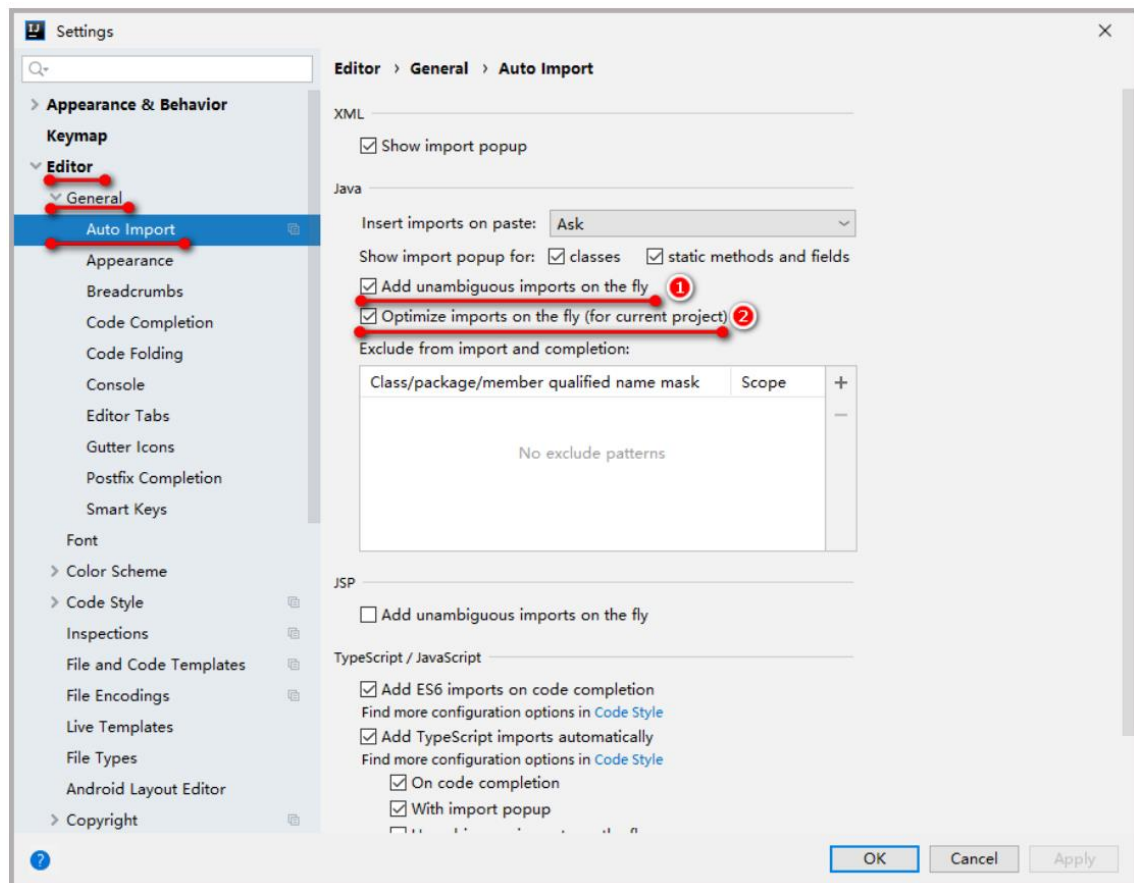 Settings
Appearance & Behavior
Keymap
Editor
General
Auto Import
Appearance
Breadcrumbs
Code Completion
Code Folding
Console
Editor Tabs
Gutter Icons
Postfix Completion
Smart Keys
Font
Color Scheme
Code Style
Inspections
File and Code Templates
File Encodings
Live Templates
File Types
Android Layout Editor
Copyright
Editor › General › Auto Import
XML
Show import popup
Java
Insert imports on paste: Ask
Show import popup for: classes static methods and fields
Add unambiguous imports on the fly 1
Optimize imports on the fly (for current project) 2
Exclude from import and completion:
Class/package/member qualified name mask Scope
No exclude patterns
JSP
Add unambiguous imports on the fly
TypeScript / JavaScript
Add ES6 imports on code completion
Find more configuration options in Code Style
Add TypeScript imports automatically
Find more configuration options in Code Style
On code completion
With import popup
OK Cancel Apply